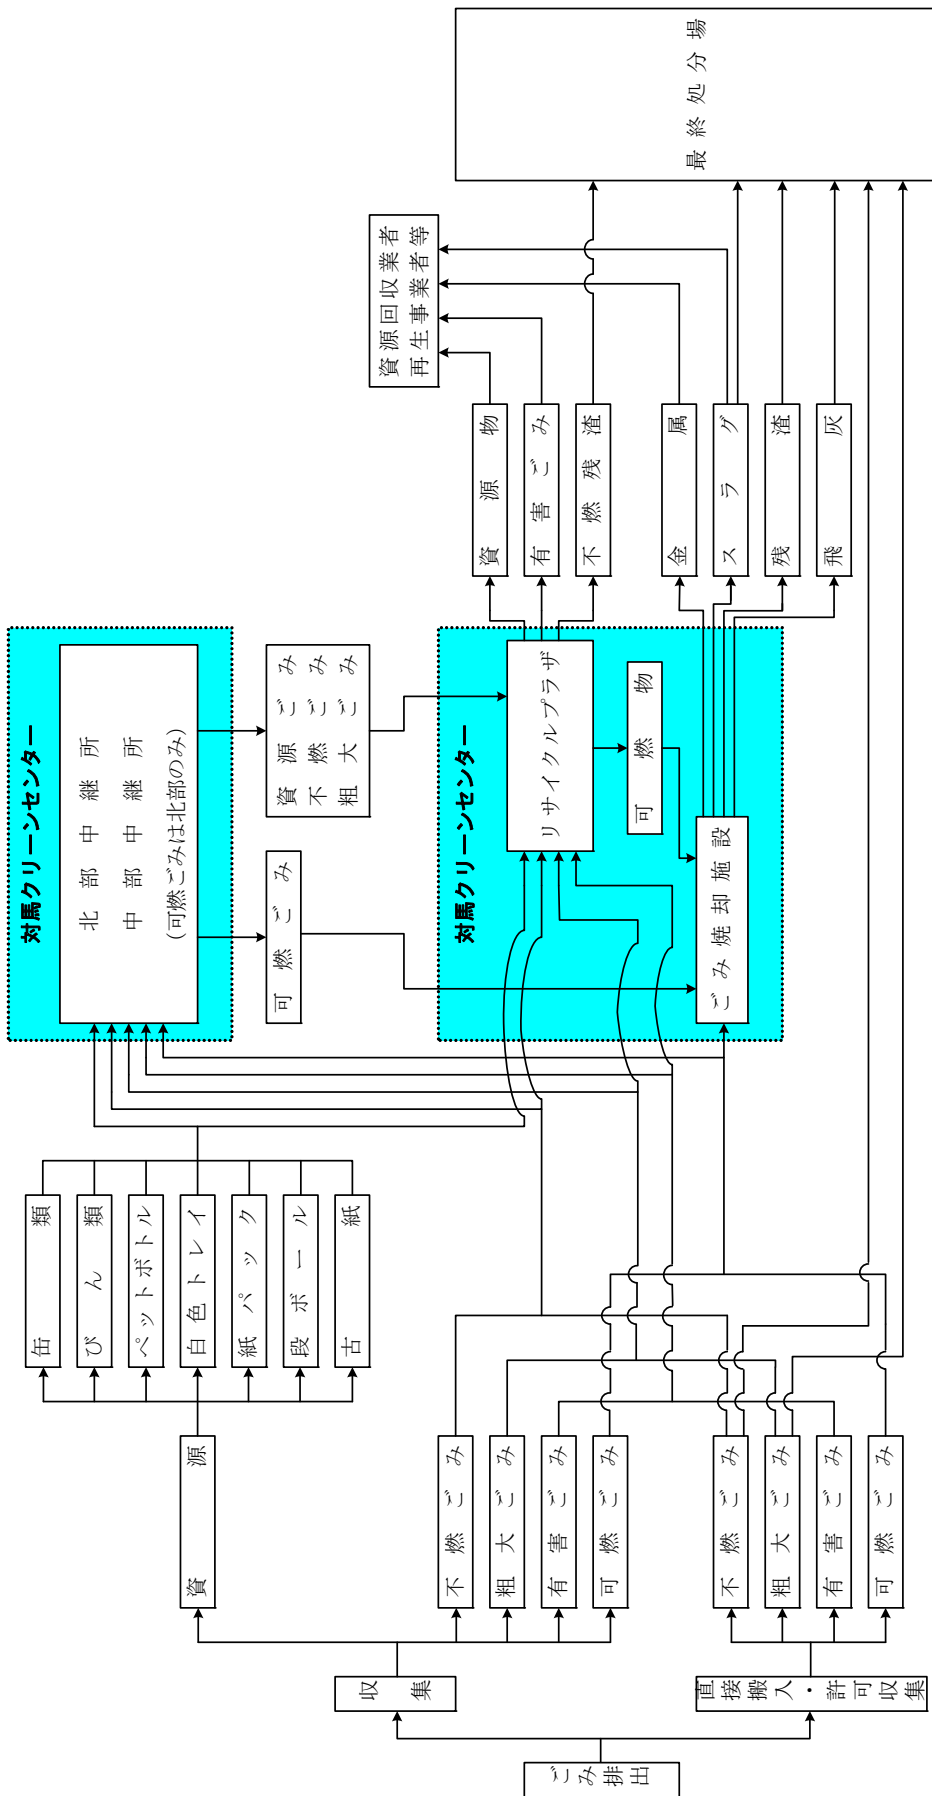 ごみ排出
収集
直接搬入・許可収集
資源
不燃ごみ
粗大ごみ
有害ごみ
可燃ごみ
不燃ごみ
粗大ごみ
有害ごみ
可燃ごみ
缶類
びん類
ペットボトル
白色トレイ
紙パック
段ボール
古紙
対馬クリーンセンター
北部中継所
中部中継所
(可燃ごみは北部のみ)
可燃ごみ
資源ごみ
不燃ごみ
粗大ごみ
対馬クリーンセンター
リサイクルプラザ
可燃物
ごみ焼却施設
資源物
有害ごみ
不燃残渣
金属
スラグ
残渣
飛灰
資源回収業者
再生事業者等
最終処分場